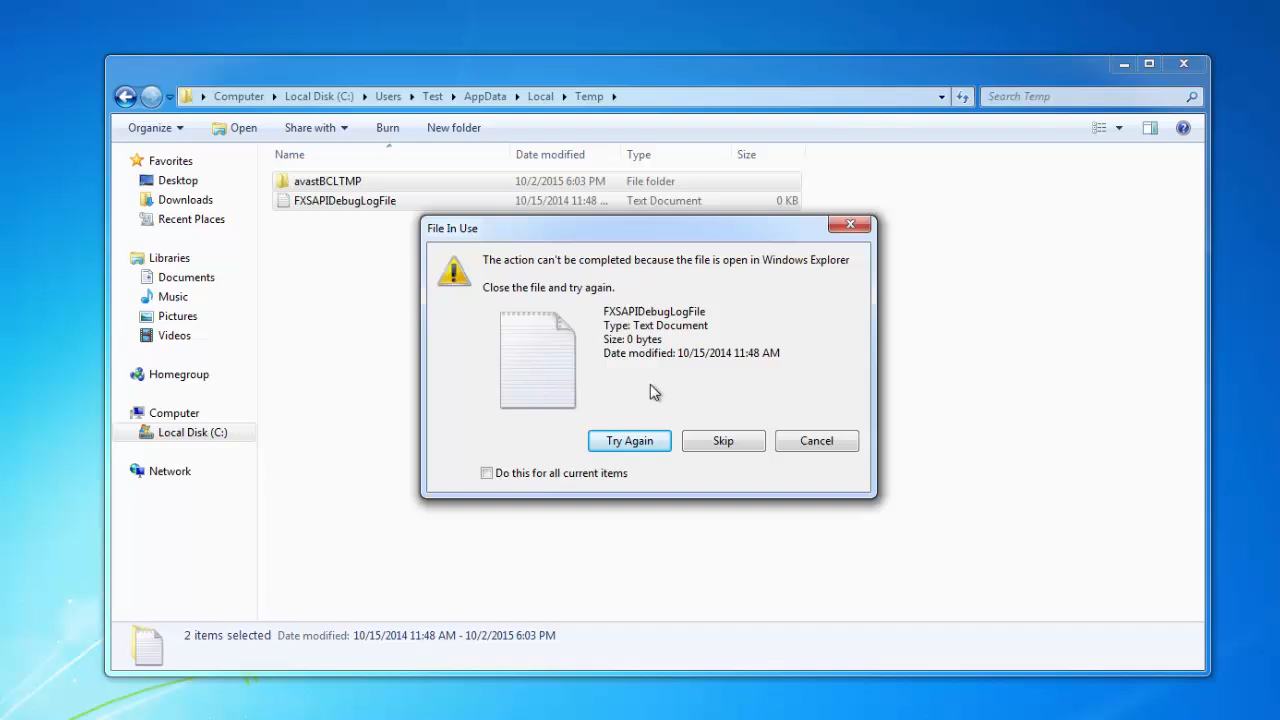 Computer Local Disk (C:) Users Test AppData Local Temp Search Temp
Organize Open Share with Burn New folder
Name Date modified Type Size
Favorites
Desktop
Downloads
Recent Places
Libraries
Documents
Music
Pictures
Videos
Homegroup
Computer
Local Disk (C:)
Network
avastBCLTMP 10/2/2015 6:03 PM File folder
FXSAPIDebugLogFile 10/15/2014 11:48 ... Text Document 0 KB
File In Use
The action can't be completed because the file is open in Windows Explorer
Close the file and try again.
FXSAPIDebugLogFile
Type: Text Document
Size: 0 bytes
Date modified: 10/15/2014 11:48 AM
Try Again Skip Cancel
Do this for all current items
2 items selected Date modified: 10/15/2014 11:48 AM - 10/2/2015 6:03 PM